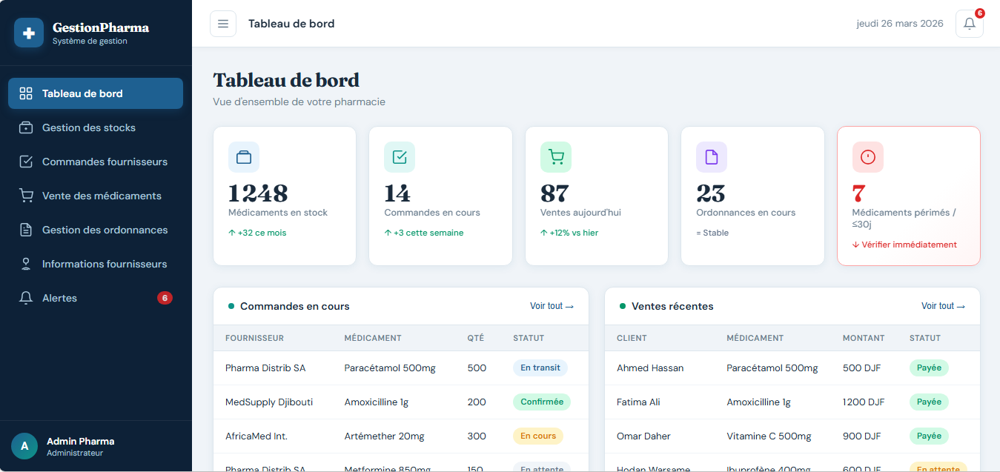 GestionPharma
Système de gestion
Tableau de bord
Gestion des stocks
Commandes fournisseurs
Vente des médicaments
Gestion des ordonnances
Informations fournisseurs
Alertes 6
A
Admin Pharma
Administrateur
Tableau de bord
jeudi 26 mars 2026
6
Tableau de bord
Vue d'ensemble de votre pharmacie
1 248
Médicaments en stock
↑ +32 ce mois
14
Commandes en cours
↑ +3 cette semaine
87
Ventes aujourd'hui
↑ +12% vs hier
23
Ordonnances en cours
= Stable
7
Médicaments périmés /
≤30j
↓ Vérifier immédiatement
Commandes en cours Voir tout →
FOURNISSEUR MÉDICAMENT QTÉ STATUT
Pharma Distrib SA Paracétamol 500mg 500 En transit
MedSupply Djibouti Amoxicilline 1g 200 Confirmée
AfricaMed Int. Artémether 20mg 300 En cours
Pharma Distrib SA Metformine 850mg 150 En attente
Ventes récentes Voir tout →
CLIENT MÉDICAMENT MONTANT STATUT
Ahmed Hassan Paracétamol 500mg 500 DJF Payée
Fatima Ali Amoxicilline 1g 1 200 DJF Payée
Omar Daher Vitamine C 500mg 900 DJF Payée
Hodan Warsame Ibuprofène 400mg 600 DJF En attente